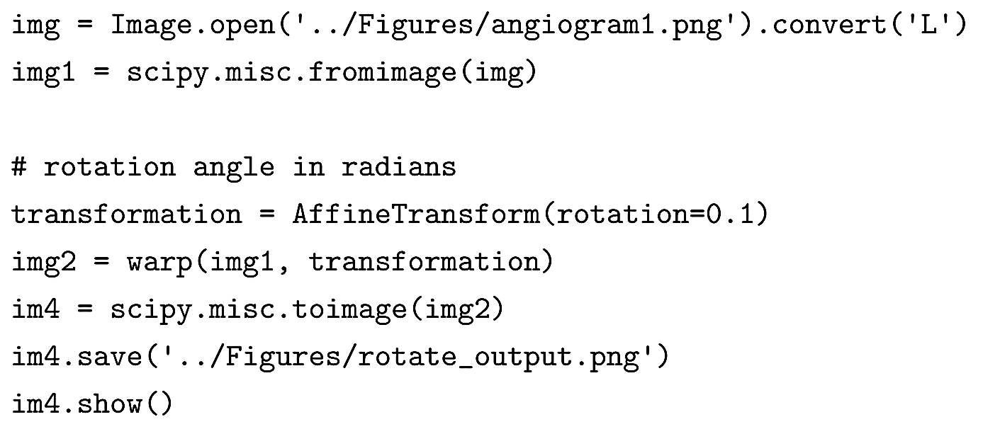 img = Image.open('../Figures/angiogram1.png').convert('L')
img1 = scipy.misc.fromimage(img)
# rotation angle in radians
transformation = AffineTransform(rotation=0.1)
img2 = warp(img1, transformation)
im4 = scipy.misc.toimage(img2)
im4.save('../Figures/rotate_output.png')
im4.show()